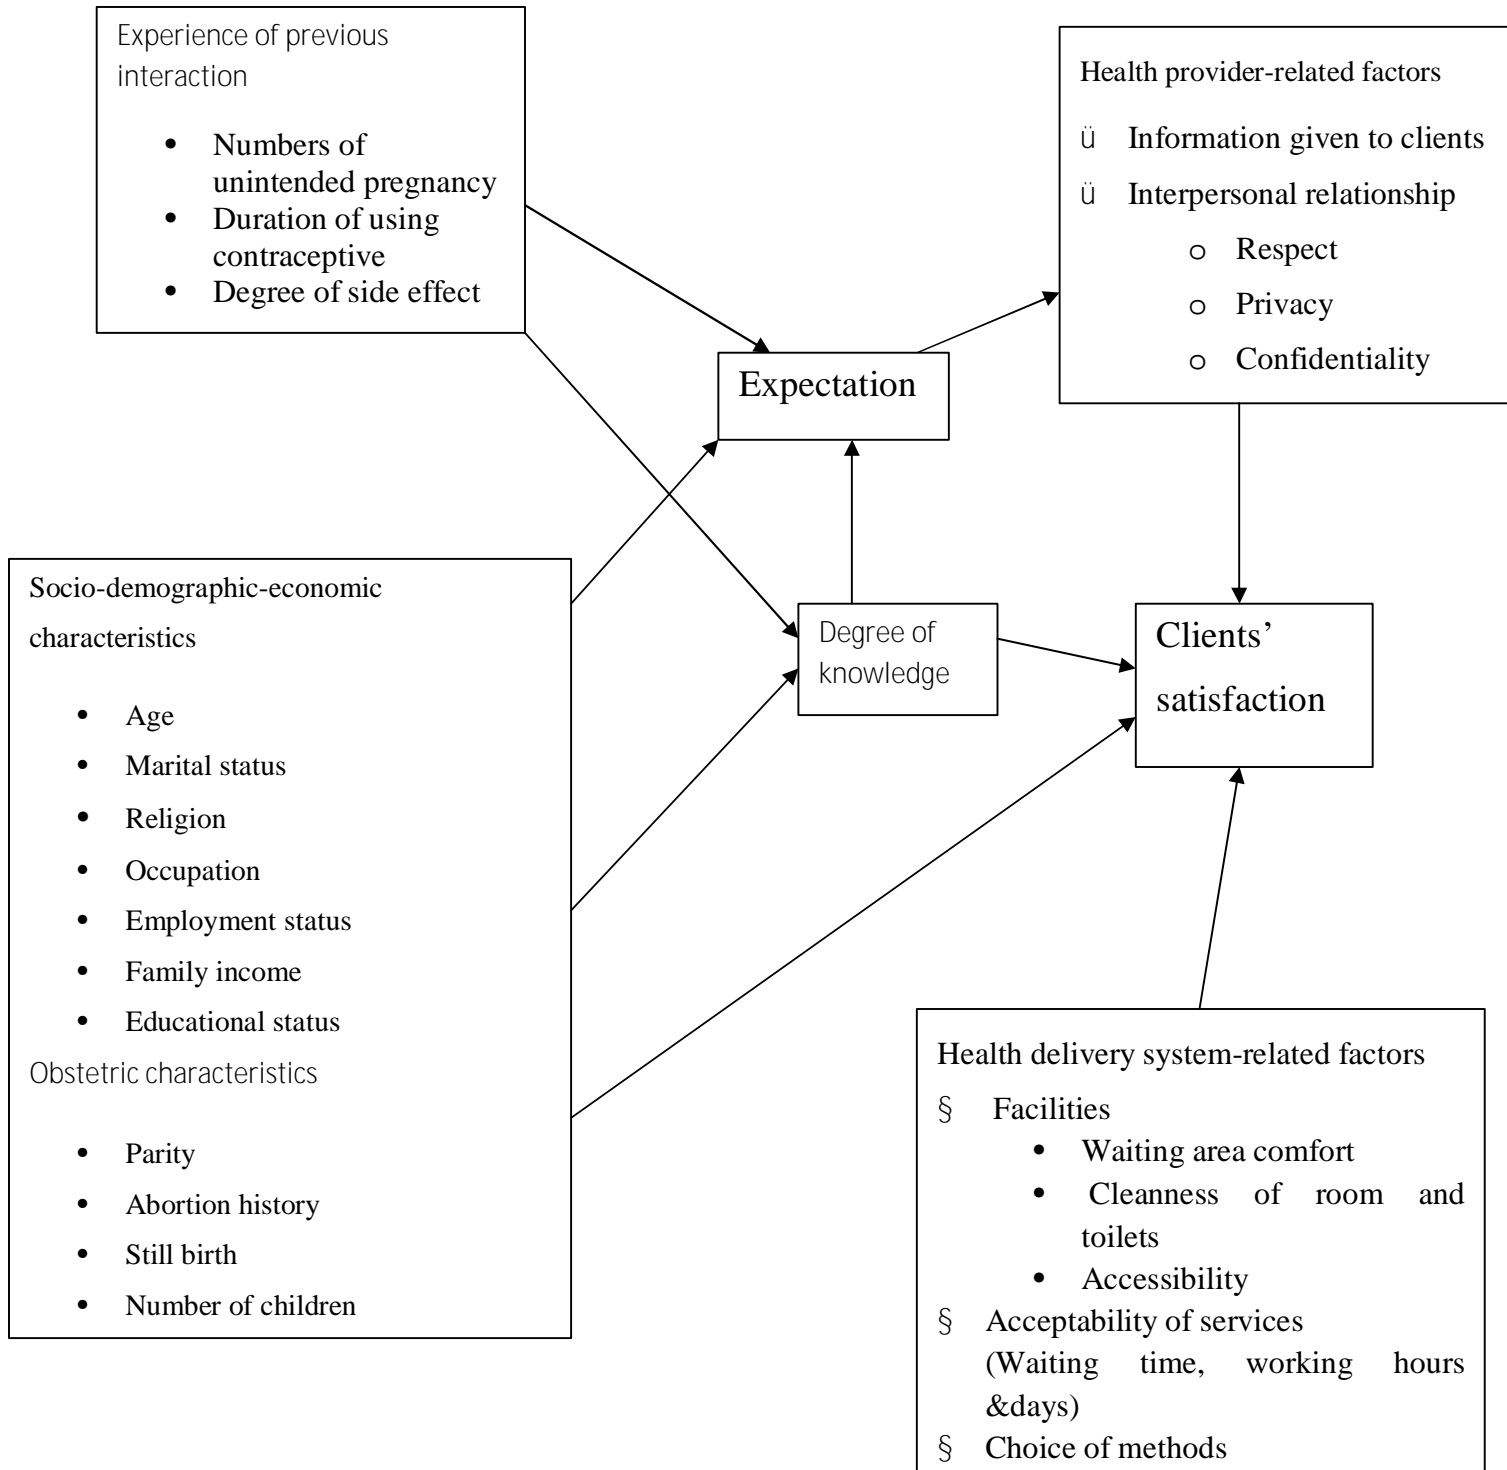 Experience of previous
interaction
• Numbers of
unintended pregnancy
• Duration of using
contraceptive
• Degree of side effect
Health provider-related factors
ü Information given to clients
ü Interpersonal relationship
o Respect
o Privacy
o Confidentiality
Expectation
Socio-demographic-economic
characteristics
• Age
• Marital status
• Religion
• Occupation
• Employment status
• Family income
• Educational status
Obstetric characteristics
• Parity
• Abortion history
• Still birth
• Number of children
Degree of
knowledge
Clients’
satisfaction
Health delivery system-related factors
§ Facilities
• Waiting area comfort
• Cleanness of room and
toilets
• Accessibility
§ Acceptability of services
(Waiting time, working hours
&days)
§ Choice of methods